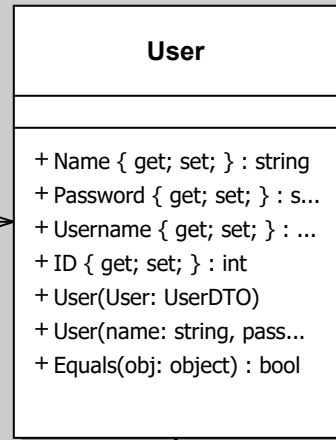 User
+ Name { get; set; } : string
+ Password { get; set; } : s...
+ Username { get; set; } : ...
+ ID { get; set; } : int
+ User(User: UserDTO)
+ User(name: string, pass...
+ Equals(obj: object) : bool